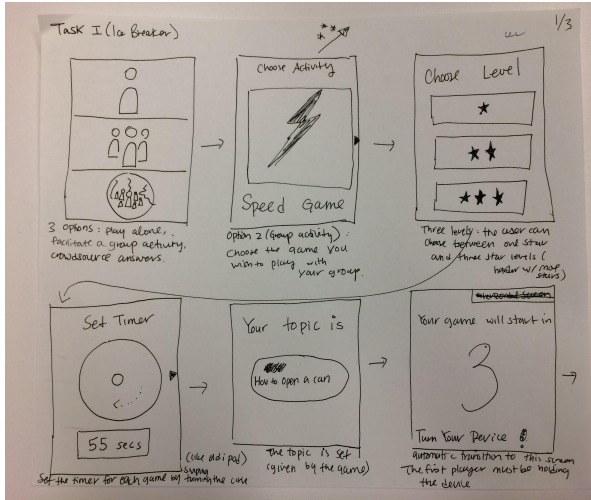 Task I (Ice Breaker)
1/3
Choose Activity
Speed Game
Choose Level
3 options: play alone,
facilitate a group activity,
crowdsource answers.
Option 2 (Group activity):
Choose the game you
wish to play with
your group.
Three levels: the user can
chose between one star
and three star levels (
harder w/ more
stars)
Set Timer
55 secs
(like old ipod)
Set the timer for each game by turning the circle
Your topic is
How to open a can
The topic is set
(given by the game)
Horizontal Screen
Your game will start in
3
Turn Your Device !
automatic transition to this screen
The first player must be holding
the device